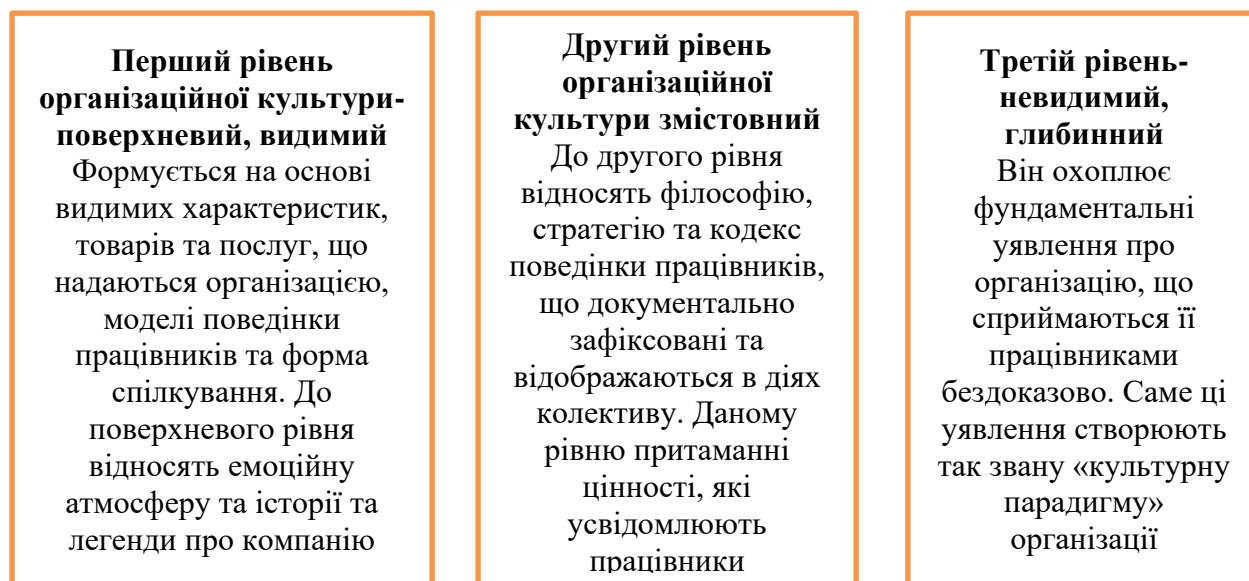 Перший рівень
організаційної культури-
поверхневий, видимий
Формується на основі
видимих характеристик,
товарів та послуг, що
надаються організацією,
моделі поведінки
працівників та форма
спілкування. До
поверхневого рівня
відносять емоційну
атмосферу та історії та
легенди про компанію
Другий рівень
організаційної
культури змістовний
До другого рівня
відносять філософію,
стратегію та кодекс
поведінки працівників,
що документально
зафіксовані та
відображаються в діях
колективу. Даному
рівню притаманні
цінності, які
усвідомлюють
працівники
Третій рівень-
невидимий,
глибинний
Він охоплює
фундаментальні
уявлення про
організацію, що
сприймаються її
працівниками
бездоказово. Саме ці
уявлення створюють
так звану «культурну
парадигму»
організації